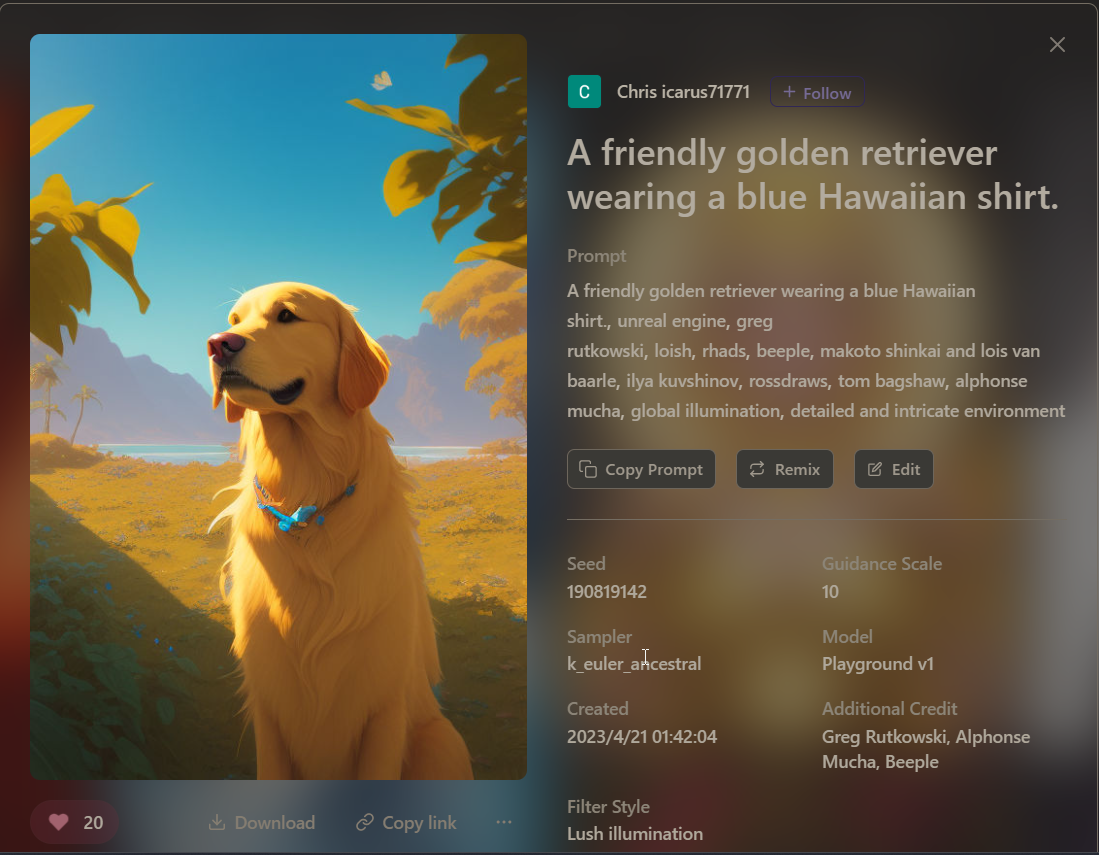 C Chris icarus71771 + Follow
A friendly golden retriever
wearing a blue Hawaiian shirt.
Prompt
A friendly golden retriever wearing a blue Hawaiian
shirt., unreal engine, greg
rutkowski, loish, rhads, beeple, makoto shinkai and lois van
baarle, ilya kuvshinov, rossdraws, tom bagshaw, alphonse
mucha, global illumination, detailed and intricate environment
Copy Prompt Remix Edit
Seed Guidance Scale
190819142 10
Sampler Model
k_euler_ancestral Playground v1
Created Additional Credit
2023/4/21 01:42:04 Greg Rutkowski, Alphonse
Mucha, Beeple
Filter Style
Lush illumination
20 Download Copy link ...